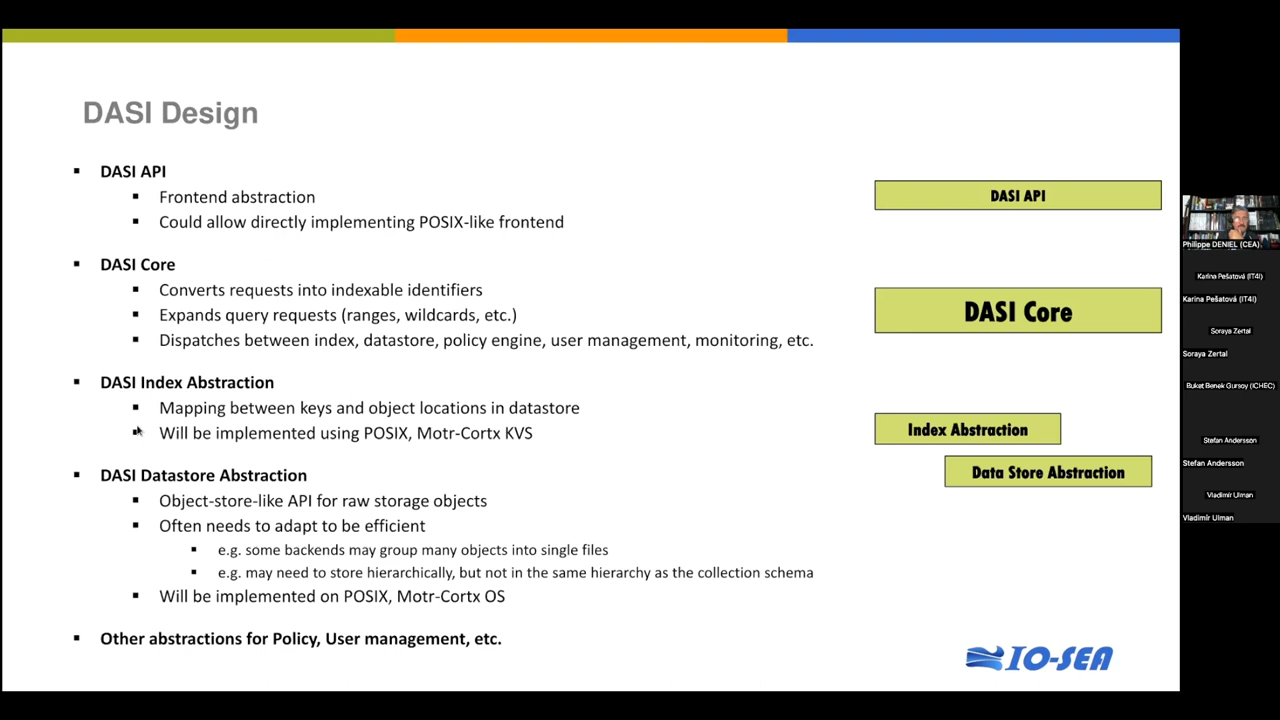 DASI Design
DASI API
Frontend abstraction
Could allow directly implementing POSIX-like frontend
DASI Core
Converts requests into indexable identifiers
Expands query requests (ranges, wildcards, etc.)
Dispatches between index, datastore, policy engine, user management, monitoring, etc.
DASI Index Abstraction
Mapping between keys and object locations in datastore
Will be implemented using POSIX, Motr-Cortx KVS
DASI Datastore Abstraction
Object-store-like API for raw storage objects
Often needs to adapt to be efficient
e.g. some backends may group many objects into single files
e.g. may need to store hierarchically, but not in the same hierarchy as the collection schema
Will be implemented on POSIX, Motr-Cortx OS
Other abstractions for Policy, User management, etc.
DASI API
DASI Core
Index Abstraction
Data Store Abstraction
IO-SEA
Philippe DENIEL (CEA)
Karina Pešatová (IT4I)
Karina Pešatová (IT4I)
Soraya Zertal
Soraya Zertal
Buket Benek Gursoy (ICHEC)
Stefan Andersson
Stefan Andersson
Vladimír Ulman
Vladimír Ulman